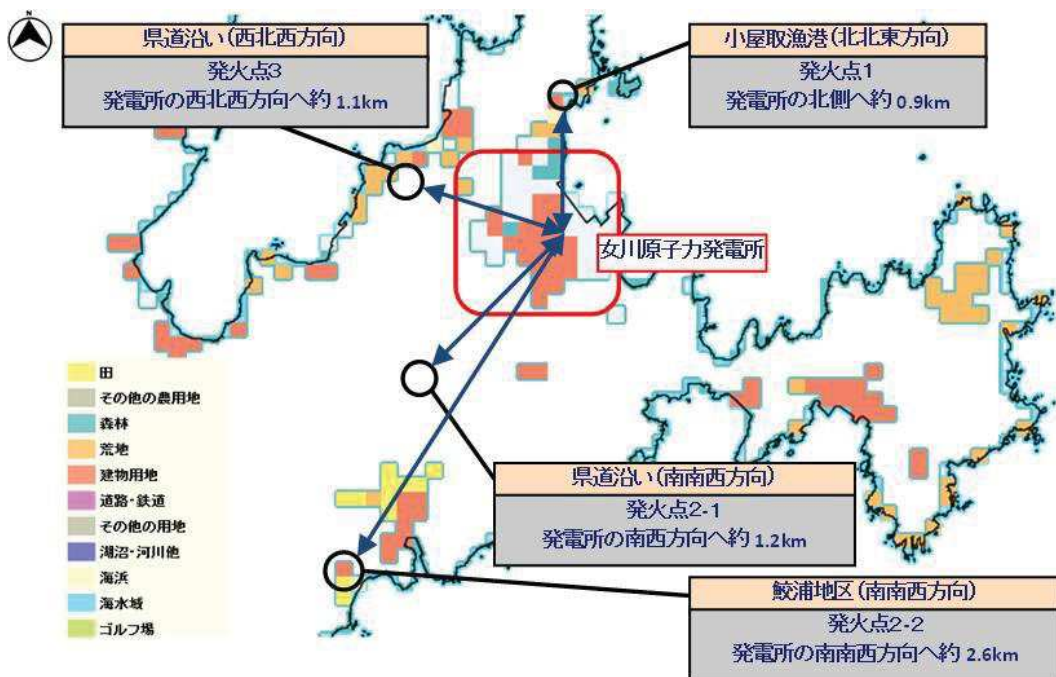 N
県道沿い(西北西方向)
発火点3
発電所の西北西方向へ約 1.1km
小屋取漁港(北北東方向)
発火点1
発電所の北側へ約 0.9km
女川原子力発電所
県道沿い(南南西方向)
発火点2-1
発電所の南西方向へ約 1.2km
鮫浦地区(南南西方向)
発火点2-2
発電所の南南西方向へ約 2.6km
田
その他の農用地
森林
荒地
建物用地
道路・鉄道
その他の用地
湖沼・河川他
海浜
海水域
ゴルフ場